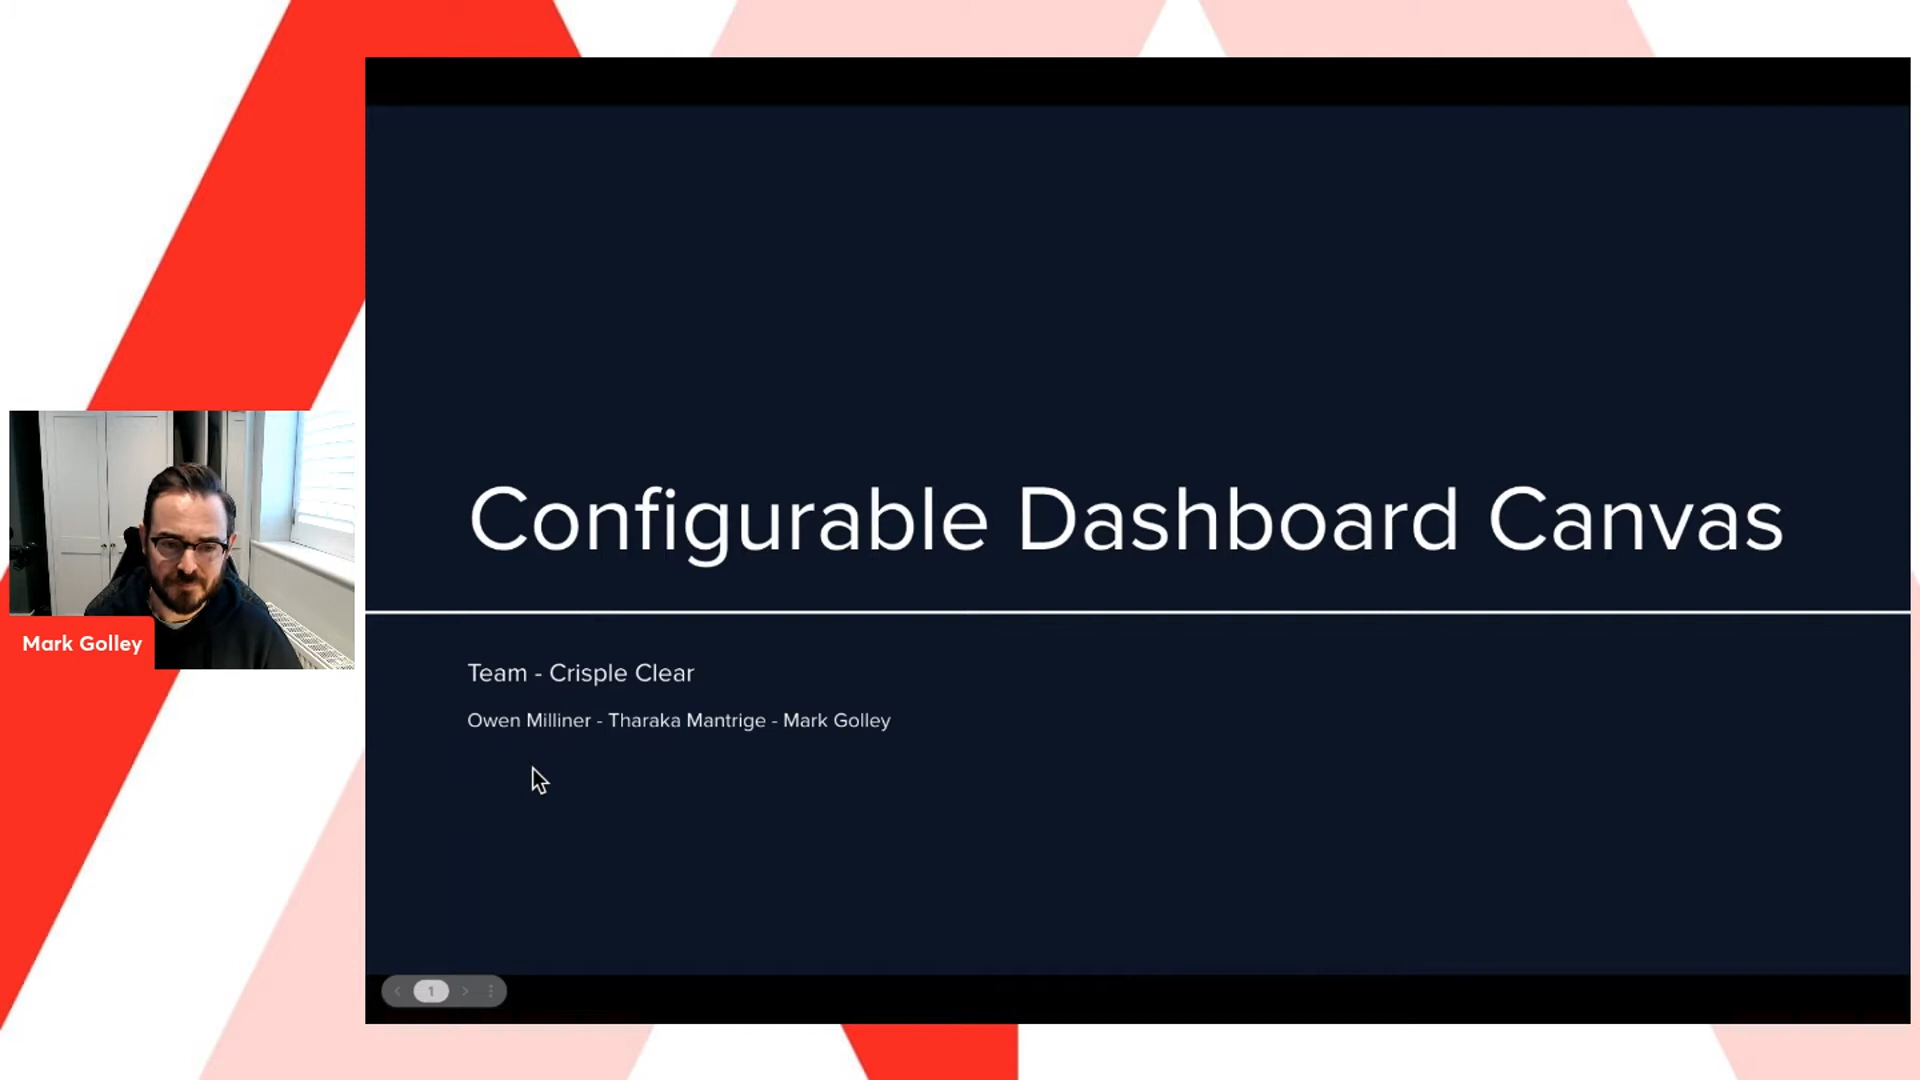 Configurable Dashboard Canvas
Mark Golley
Team - Crisple Clear
Owen Milliner - Tharaka Mantrige - Mark Golley
1